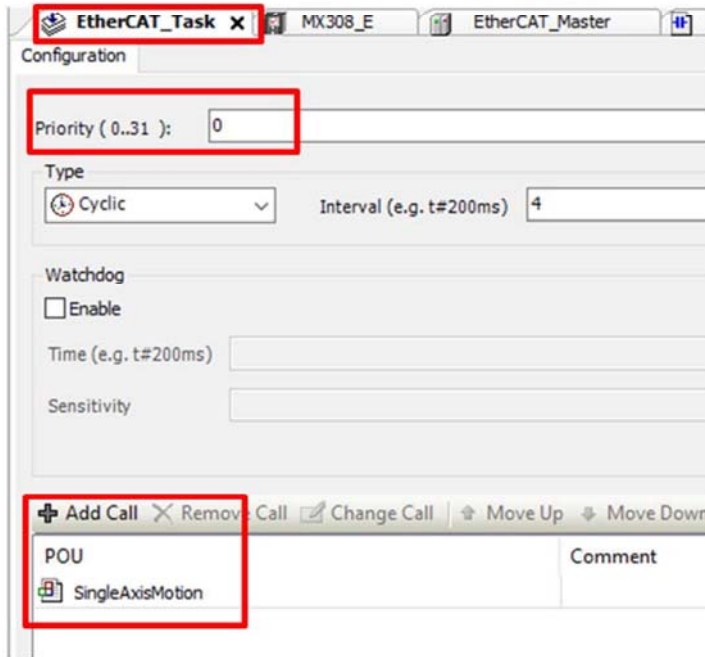 EtherCAT_Task X MX308_E EtherCAT_Master
Configuration
Priority ( 0..31 ): 0
Type
Cyclic Interval (e.g. t#200ms) 4
Watchdog
Enable
Time (e.g. t#200ms)
Sensitivity
Add Call Remove Call Change Call Move Up Move Down
POU Comment
SingleAxisMotion